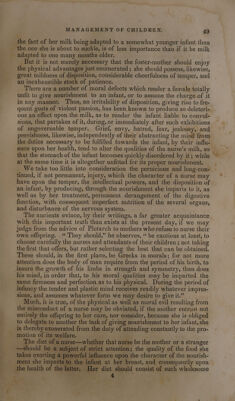 MANAGEMENT OF CHILDREN. 49
the fact of her milk being adapted to a somewhat younger infant than
the one she is about to suckle, is of less importance than if it be milk
adapted to one many months older.
But it is not merely necessary that the foster-mother should enjoy
the physical advantages just enumerated; she should possess, likewise,
great mildness of disposition, considerable cheerfulness of temper, and
an inexhaustible stock of patience.
There are a number of moral defects which render a female totally
unfit to give nourishment to an infant, or to assume the charge of it
in any manner. Thus, an irritability of disposition, giving rise to fre-
quent gusts of violent passion, has been known to produce as deleteri-
ous an effect upon the milk, as to render the infant liable to convul-
sions, that partakes of it, during, or immediately after such exhibitions
of ungovernable temper. Grief, envy, hatred, fear, jealousy, and
peevishness, likewise, independently of their abstracting the mind from
the duties necessary to be fulfilled towards the infant, by their influ-
ence upon her health, tend to alter the qualities of the nurse's milk, so
that the stomach of the infant becomes quickly disordered by it; while
at the same time it is altogether unfitted for its proper nourishment.
We take too little into consideration the pernicious and long-con-
tinued, if not permanent, injury, which the character of a nurse may
have upon the temper, the intellectual powers, and the disposition of
an infant, by producing, through the nourishment she imparts to it, as
well as by her treatment, permanent derangement of the digestive
function, with consequent imperfect nutrition of the several organs,
and disturbance of the nervous system.
The ancients evince, by their writings, a far greater acquaintance
with this important truth than exists at the present day, if we may
judge from the advice of Plutarch to mothers who refuse to nurse their
own offspring. "They should," he observes, "be cautious at least, to
choose carefully the nurses and attendants of their children; not taking
the first that offers, but rather selecting the best that can be obtained.
These should, in the first place, be Greeks in morals; for not more
attention does the body of man require from the period of his birth, to
insure the growth of his limbs in strength and symmetry, than does
his mind, in order that, to his moral qualities may be imparted the
same firmness and perfection as to his physical. During the period of
infancy the tender and plastic mind receives readily whatever impres-
sions, and assumes whatever form we may desire to give it."
Much, it is true, of the physical as well as moral evil resulting from
the misconduct of a nurse may be obviated, if the mother entrust not
entirely the offspring to her care, nor consider, because she is obliged
to delegate to another the task of giving nourishment to her infant, she
is thereby exonerated from the duty of attending constantly to the pro-
motion of its welfare.
The diet of a nurse—whether that nurse be the mother or a stranger
—should be a subject of strict attention; the quality of the food she
takes exerting a powerful influence upon the character of the nourish-
ment she imparts to the infant at her breast, and consequently upon
the health of the latter. Her diet should consist of such wholesome
4